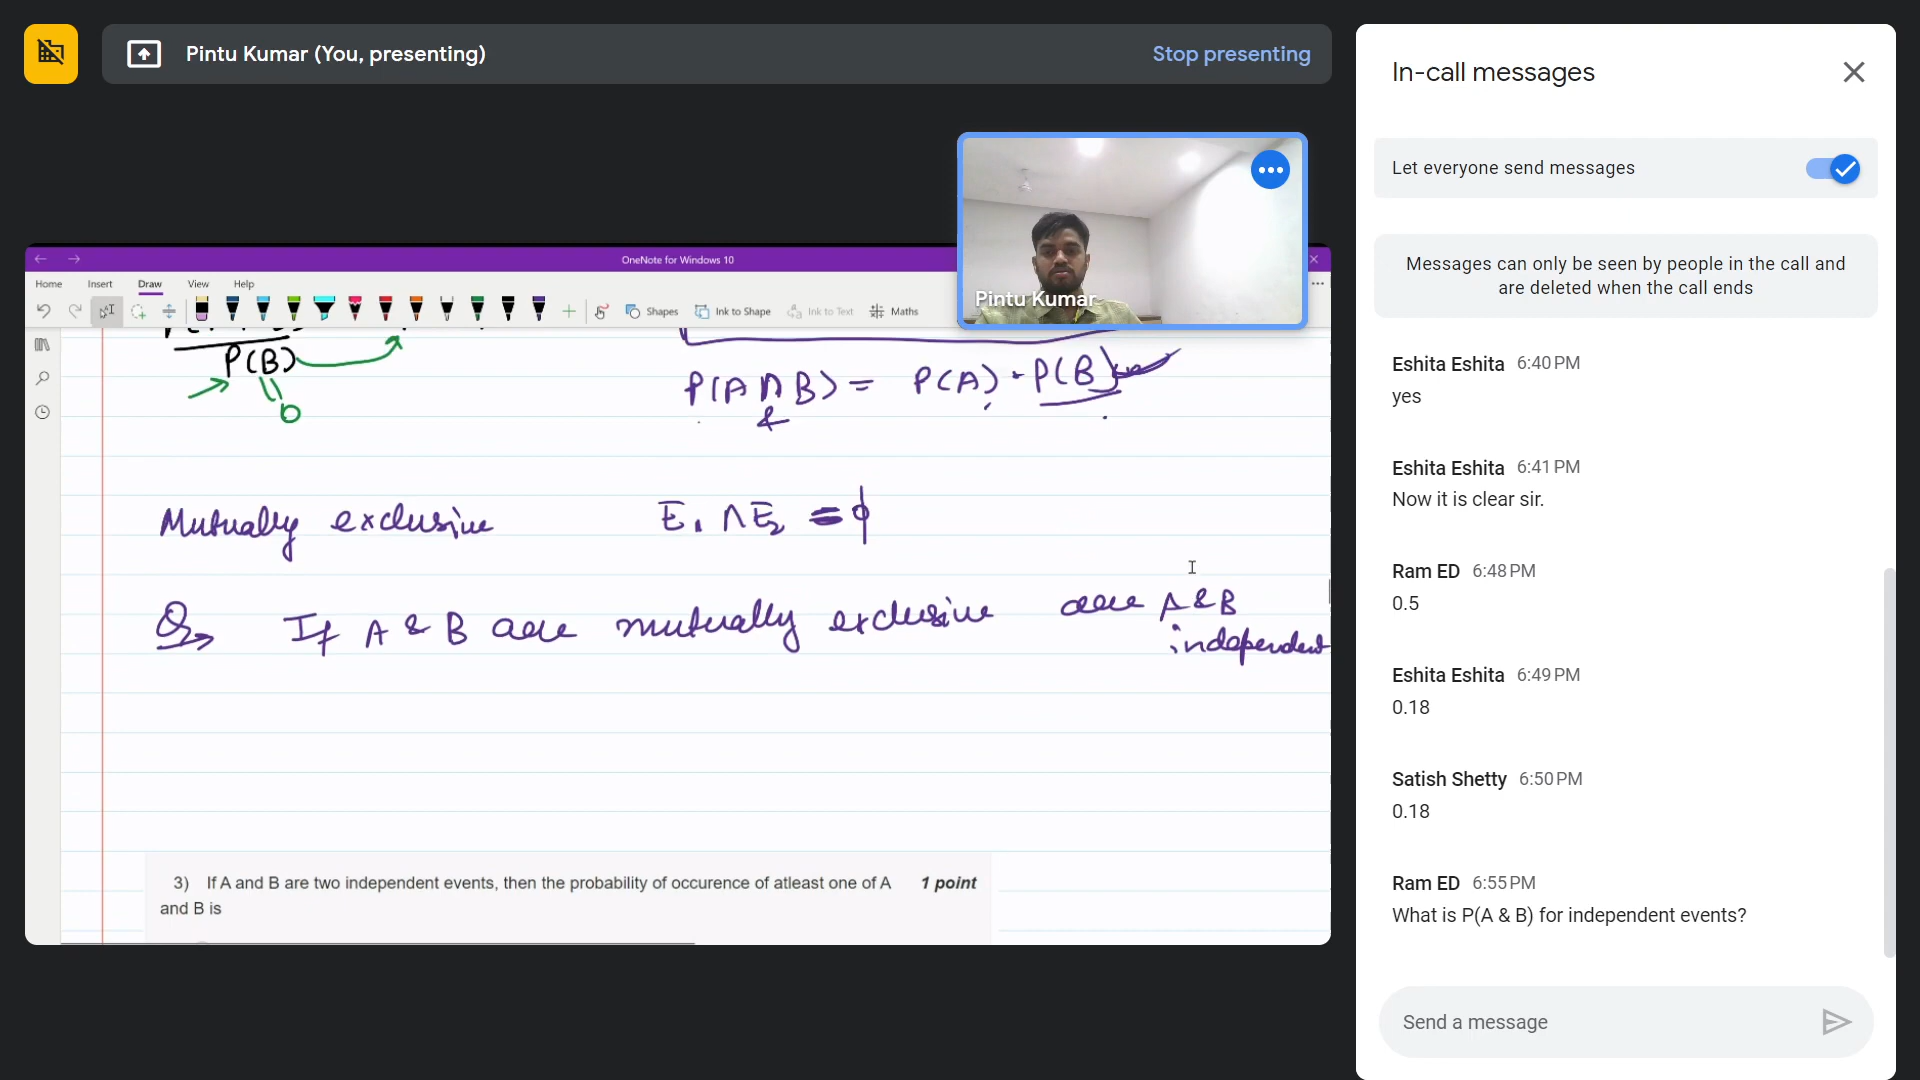 Pintu Kumar (You, presenting)
Stop presenting
In-call messages
Let everyone send messages
Messages can only be seen by people in the call and
are deleted when the call ends
Eshita Eshita 6:40 PM
yes
Eshita Eshita 6:41 PM
Now it is clear sir.
Ram ED 6:48 PM
0.5
Eshita Eshita 6:49 PM
0.18
Satish Shetty 6:50 PM
0.18
Ram ED 6:55 PM
What is P(A & B) for independent events?
Send a message
Pintu Kumar
OneNote for Windows 10
Home Insert Draw View Help
Shapes Ink to Shape Ink to Text Maths
P(B)
0
P(A ∩ B) = P(A) · P(B)
&
Mutually exclusive E₁ ∩ E₂ = ϕ
Q If A & B are mutually exclusive are A & B
independent
3) If A and B are two independent events, then the probability of occurence of atleast one of A 1 point
and B is